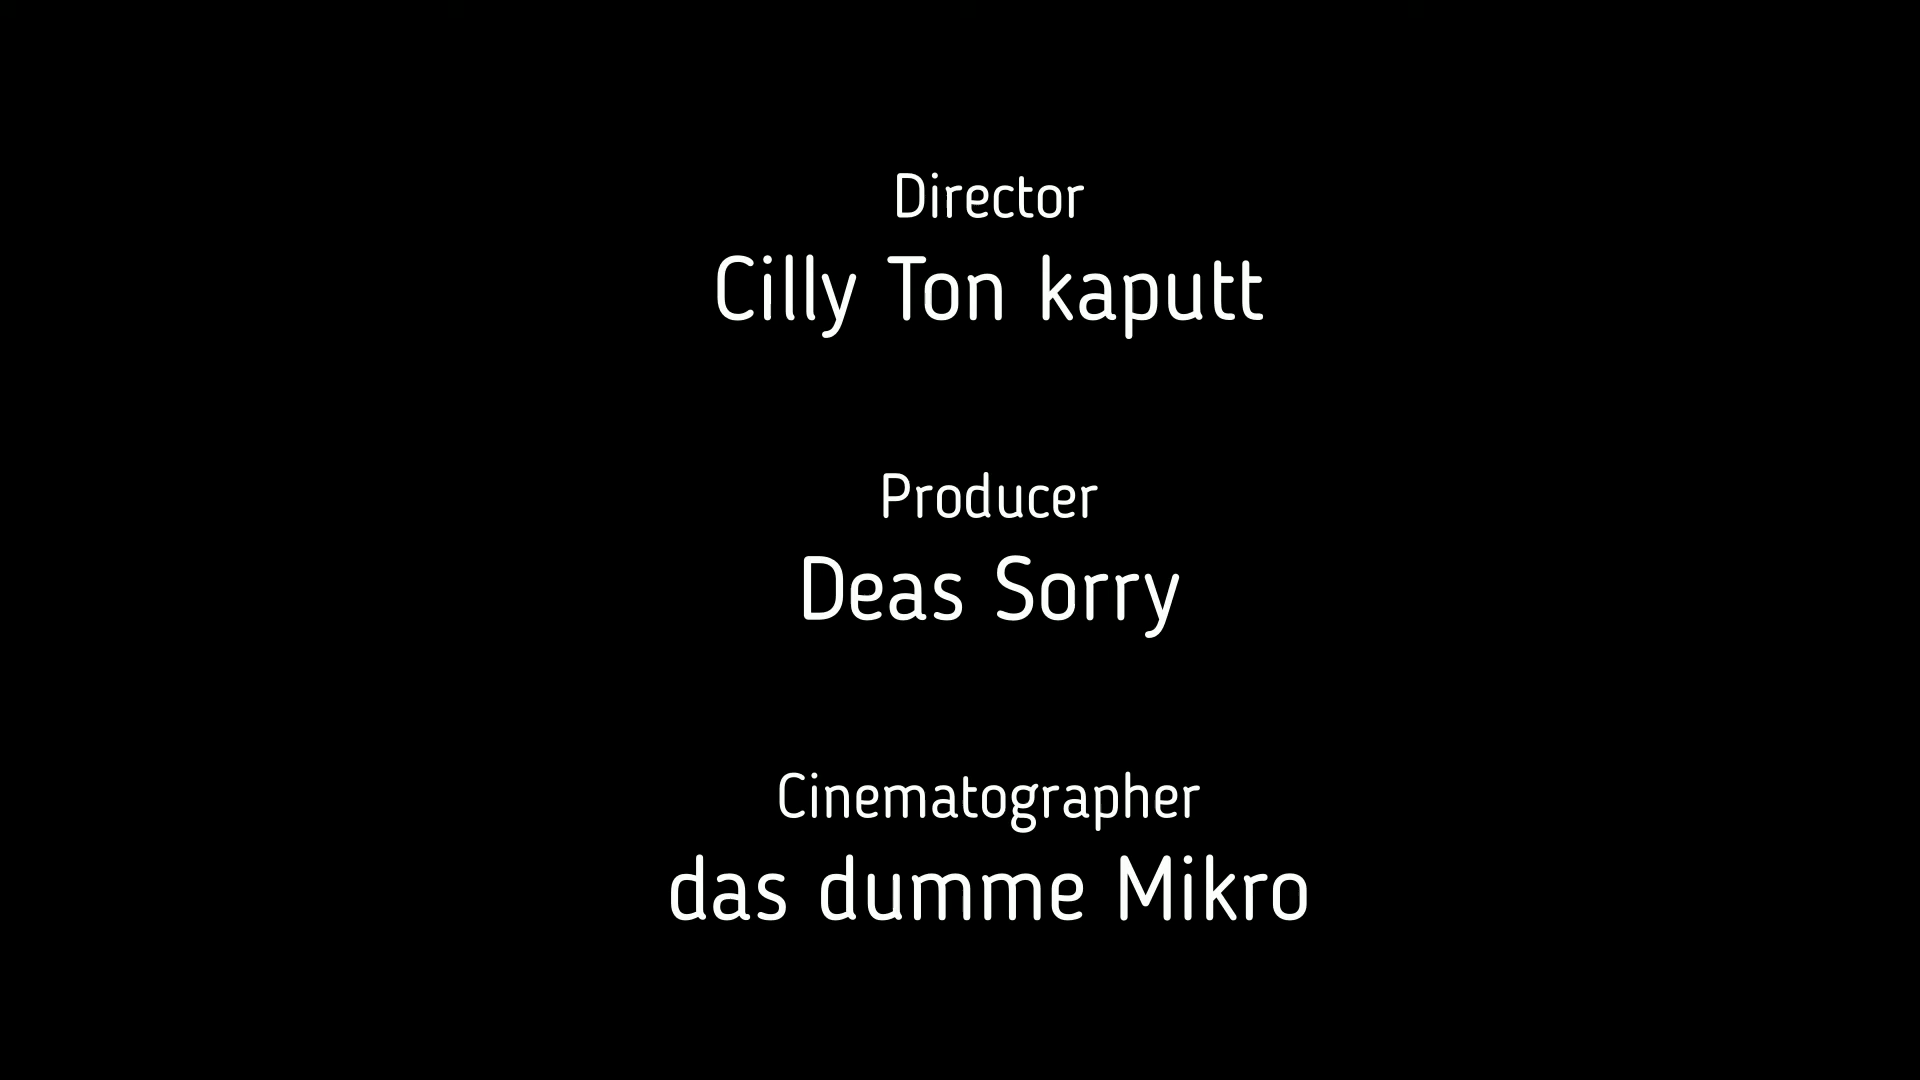 Director
Cilly Ton kaputt
Producer
Deas Sorry
Cinematographer
das dumme Mikro